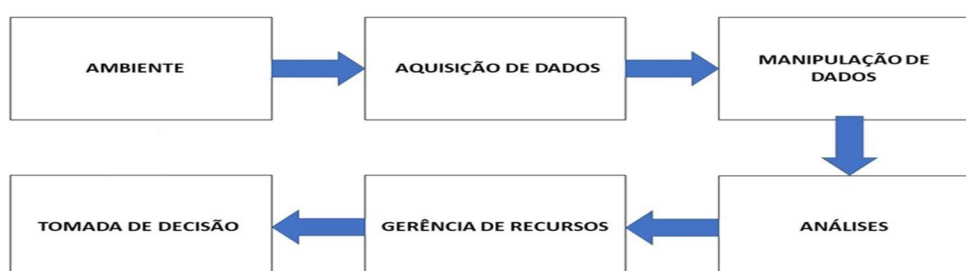 AMBIENTE
AQUISIÇÃO DE DADOS
MANIPULAÇÃO DE
DADOS
ANÁLISES
GERÊNCIA DE RECURSOS
TOMADA DE DECISÃO